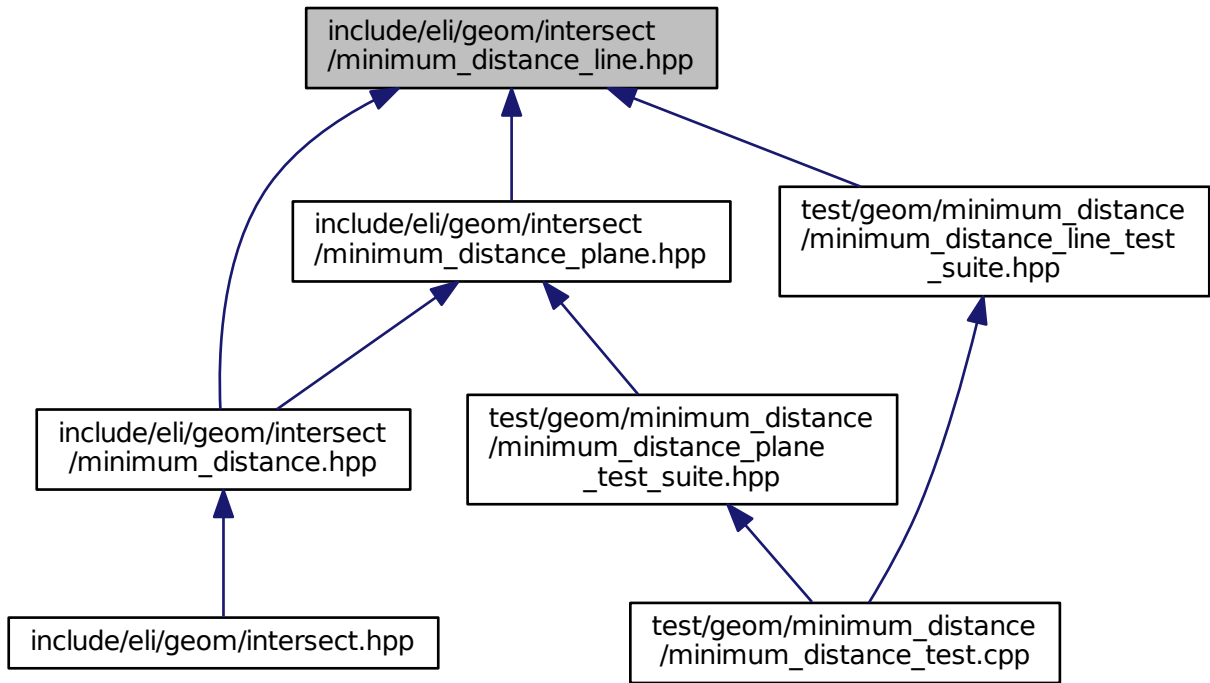 include/eli/geom/intersect
/minimum_distance_line.hpp
include/eli/geom/intersect
/minimum_distance_plane.hpp
test/geom/minimum_distance
/minimum_distance_line_test
_suite.hpp
include/eli/geom/intersect
/minimum_distance.hpp
test/geom/minimum_distance
/minimum_distance_plane
_test_suite.hpp
include/eli/geom/intersect.hpp
test/geom/minimum_distance
/minimum_distance_test.cpp